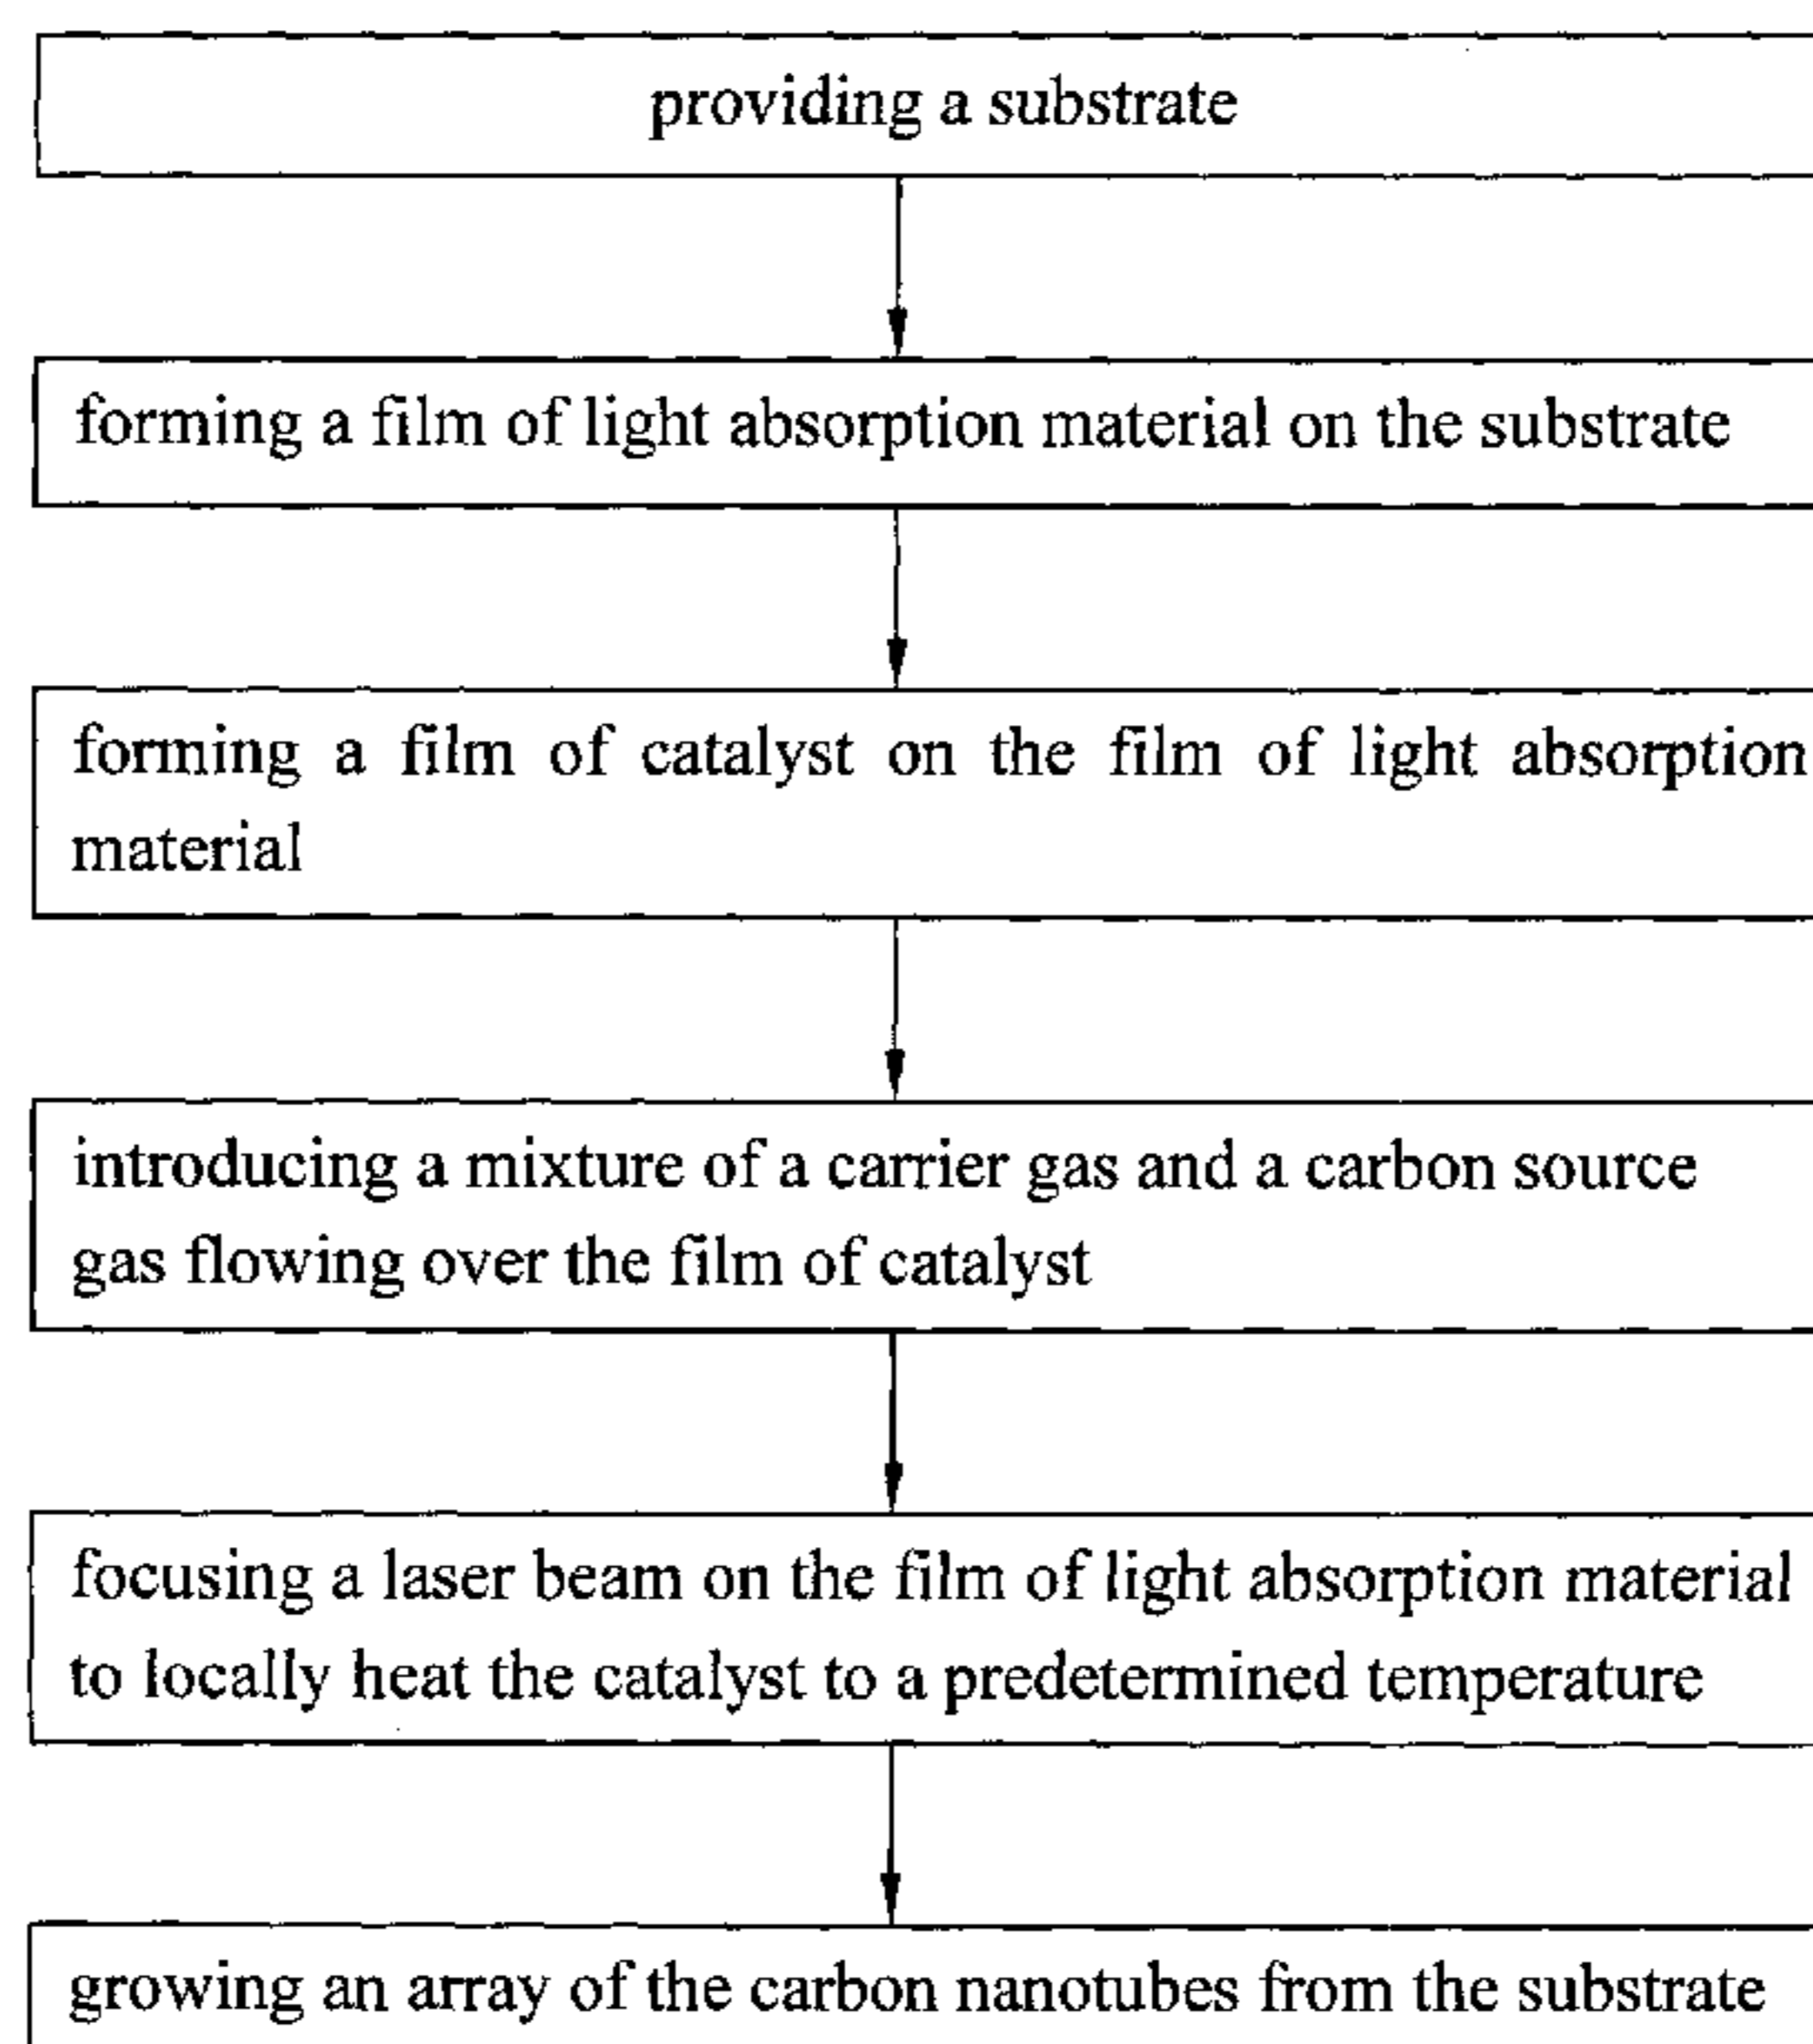 providing a substrate
forming a film of light absorption material on the substrate
forming a film of catalyst on the film of light absorption
material
introducing a mixture of a carrier gas and a carbon source
gas flowing over the film of catalyst
focusing a laser beam on the film of light absorption material
to locally heat the catalyst to a predetermined temperature
growing an array of the carbon nanotubes from the substrate